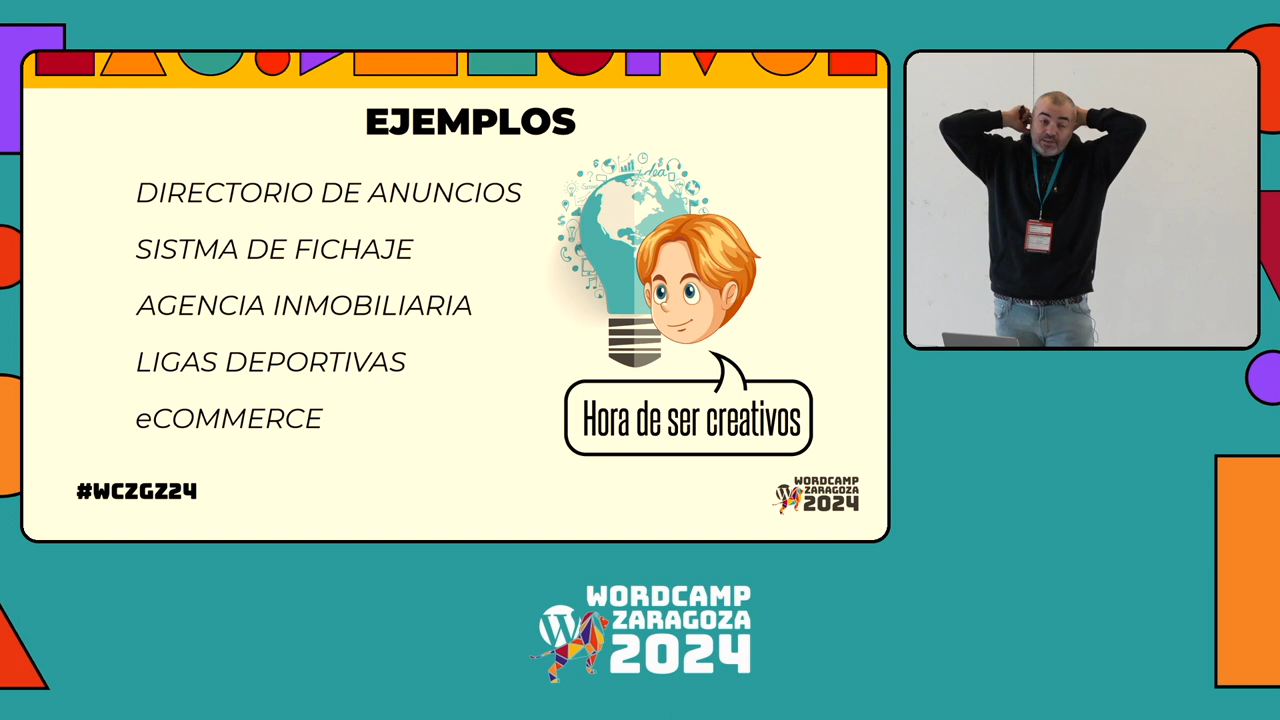 EJEMPLOS
DIRECTORIO DE ANUNCIOS
SISTMA DE FICHAJE
AGENCIA INMOBILIARIA
LIGAS DEPORTIVAS
eCOMMERCE
idea
Hora de ser creativos
#WCZGZ24
WORDCAMP
ZARAGOZA
2024
WORDCAMP
ZARAGOZA
2024